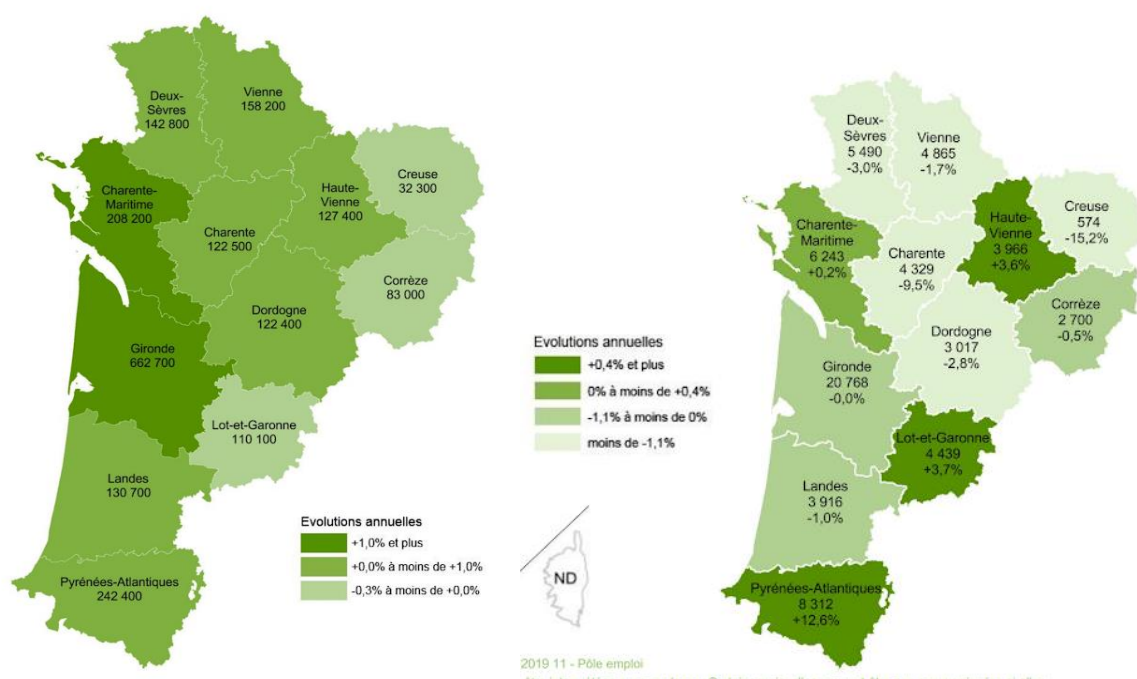 Deux-
Sèvres
142 800
Vienne
158 200
Charente-
Maritime
208 200
Charente
122 500
Haute-
Vienne
127 400
Creuse
32 300
Corrèze
83 000
Dordogne
122 400
Gironde
662 700
Lot-et-Garonne
110 100
Landes
130 700
Pyrénées-Atlantiques
242 400
Evolutions annuelles
+1,0% et plus
+0,0% à moins de +1,0%
-0,3% à moins de +0,0%
Deux-
Sèvres
5 490
-3,0%
Vienne
4 865
-1,7%
Charente-
Maritime
6 243
+0,2%
Charente
4 329
-9,5%
Haute-
Vienne
3 966
+3,6%
Creuse
574
-15,2%
Corrèze
2 700
-0,5%
Dordogne
3 017
-2,8%
Gironde
20 768
-0,0%
Lot-et-Garonne
4 439
+3,7%
Landes
3 916
-1,0%
Pyrénées-Atlantiques
8 312
+12,6%
Evolutions annuelles
+0,4% et plus
0% à moins de +0,4%
-1,1% à moins de 0%
moins de -1,1%
ND
2019 11 - Pôle emploi